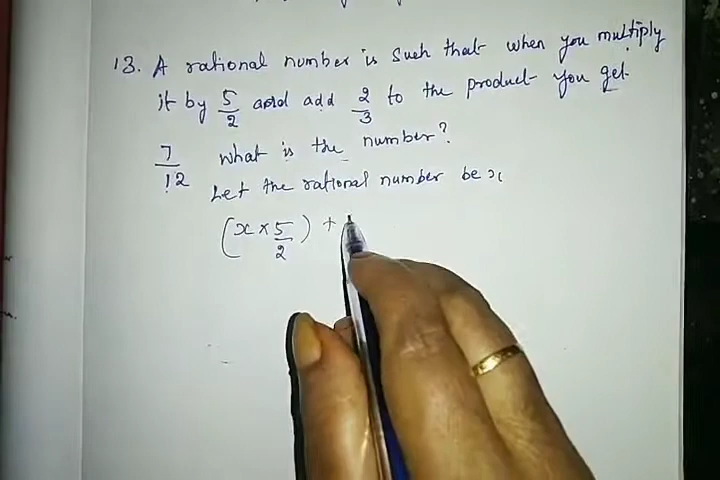 13. A rational number is such that when you multiply
it by 5/2 and add 2/3 to the product you get
7/12 what is the number?
Let the rational number be x
(x × 5/2) +